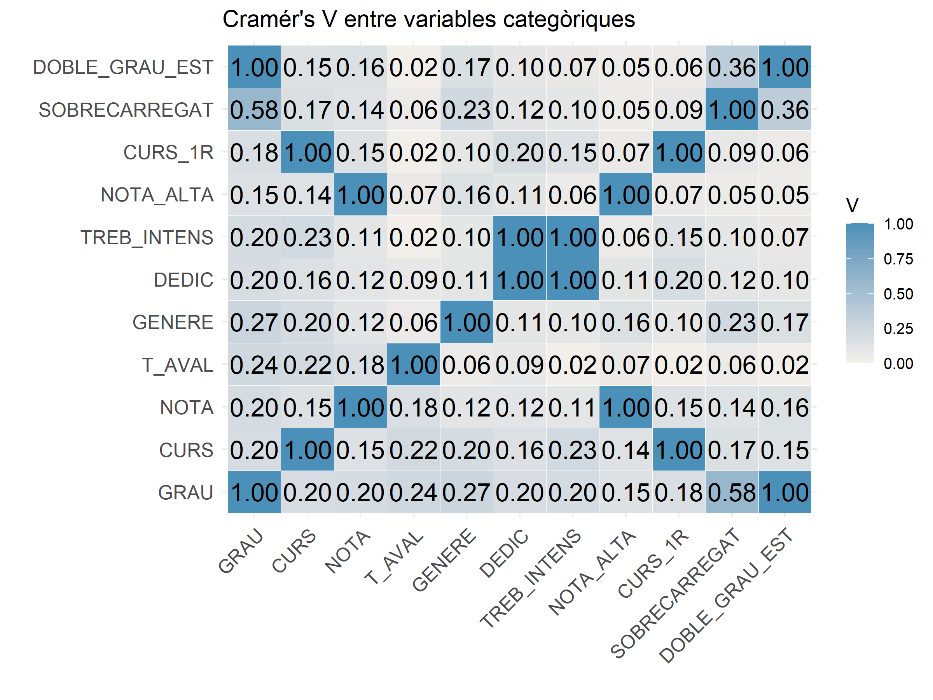 Cramér's V entre variables categòriques
DOBLE_GRAU_EST 1.00 0.15 0.16 0.02 0.17 0.10 0.07 0.05 0.06 0.36 1.00
SOBRECARREGAT 0.58 0.17 0.14 0.06 0.23 0.12 0.10 0.05 0.09 1.00 0.36
CURS_1R 0.18 1.00 0.15 0.02 0.10 0.20 0.15 0.07 1.00 0.09 0.06
NOTA_ALTA 0.15 0.14 1.00 0.07 0.16 0.11 0.06 1.00 0.07 0.05 0.05
TREB_INTENS 0.20 0.23 0.11 0.02 0.10 1.00 1.00 0.06 0.15 0.10 0.07
DEDIC 0.20 0.16 0.12 0.09 0.11 1.00 1.00 0.11 0.20 0.12 0.10
GENERE 0.27 0.20 0.12 0.06 1.00 0.11 0.10 0.16 0.10 0.23 0.17
T_AVAL 0.24 0.22 0.18 1.00 0.06 0.09 0.02 0.07 0.02 0.06 0.02
NOTA 0.20 0.15 1.00 0.18 0.12 0.12 0.11 1.00 0.15 0.14 0.16
CURS 0.20 1.00 0.15 0.22 0.20 0.16 0.23 0.14 1.00 0.17 0.15
GRAU 1.00 0.20 0.20 0.24 0.27 0.20 0.20 0.15 0.18 0.58 1.00
GRAU CURS NOTA T_AVAL GENERE DEDIC TREB_INTENS NOTA_ALTA CURS_1R SOBRECARREGAT DOBLE_GRAU_EST
V
1.00
0.75
0.50
0.25
0.00